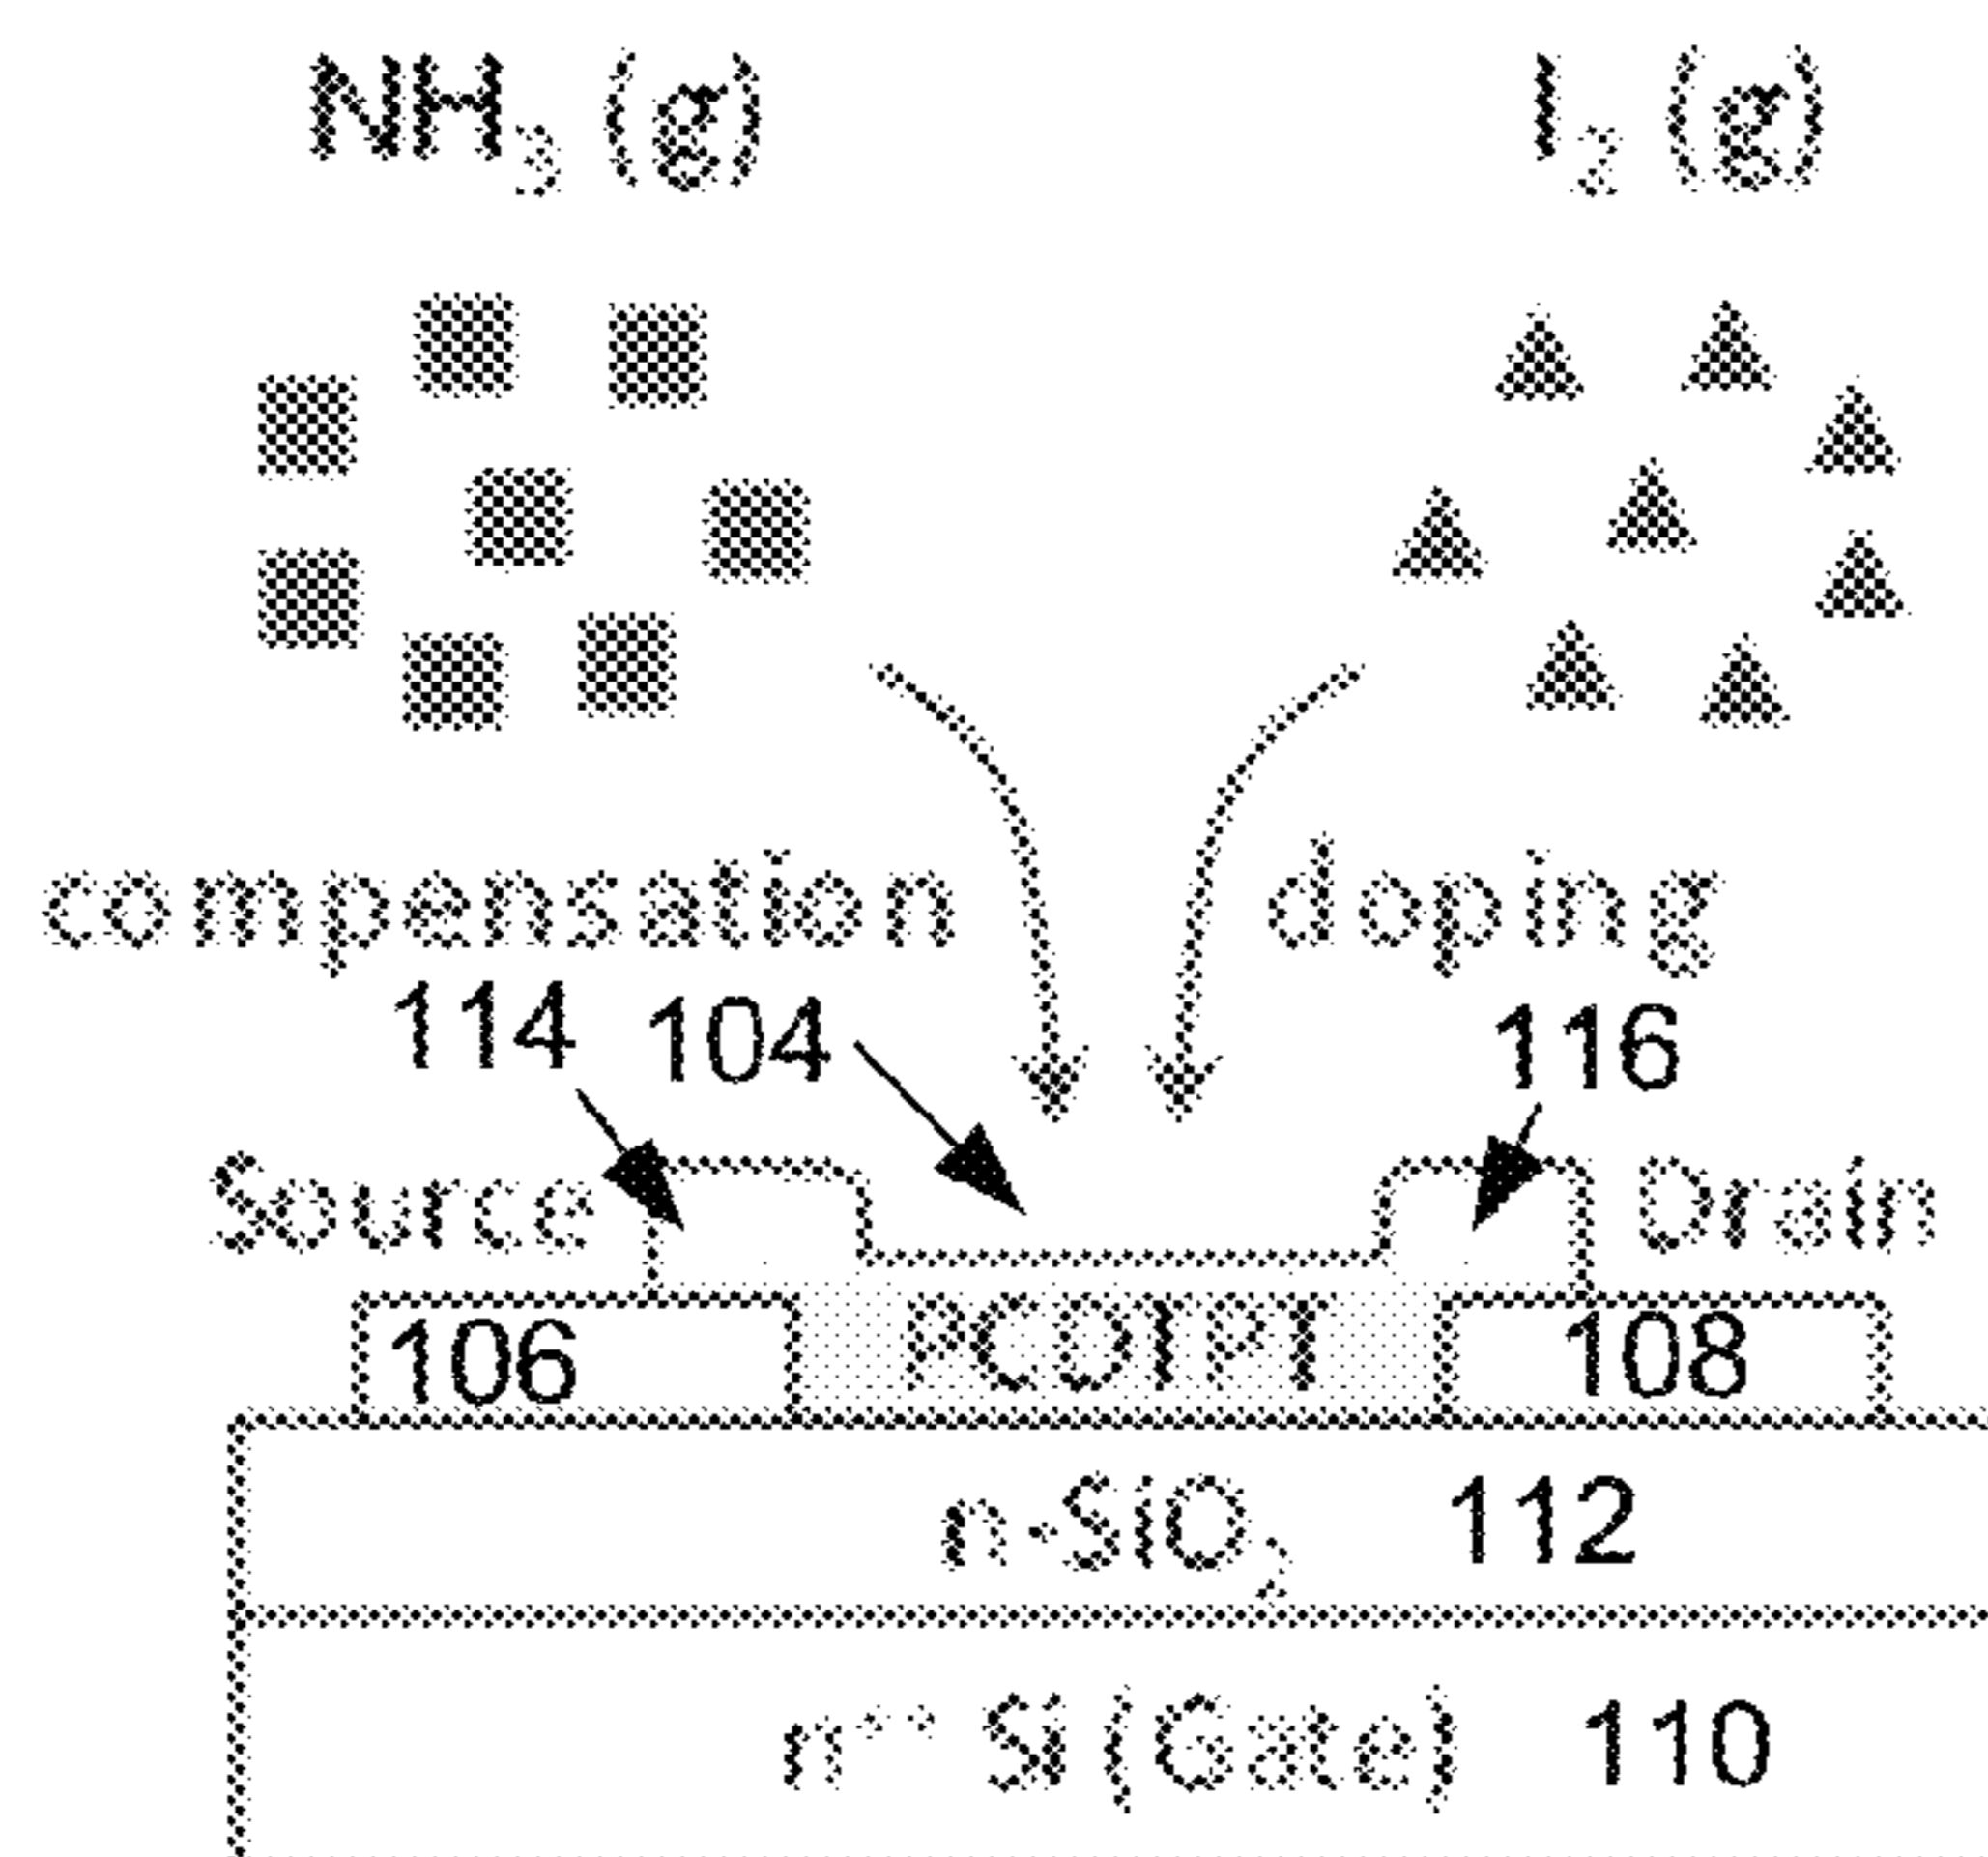 NH₃ (g) I₂ (g)
compensation doping
114 104 116
Source Drain
106 PCDTPT 108
n-SiO₂ 112
n⁺⁺ Si (Gate) 110